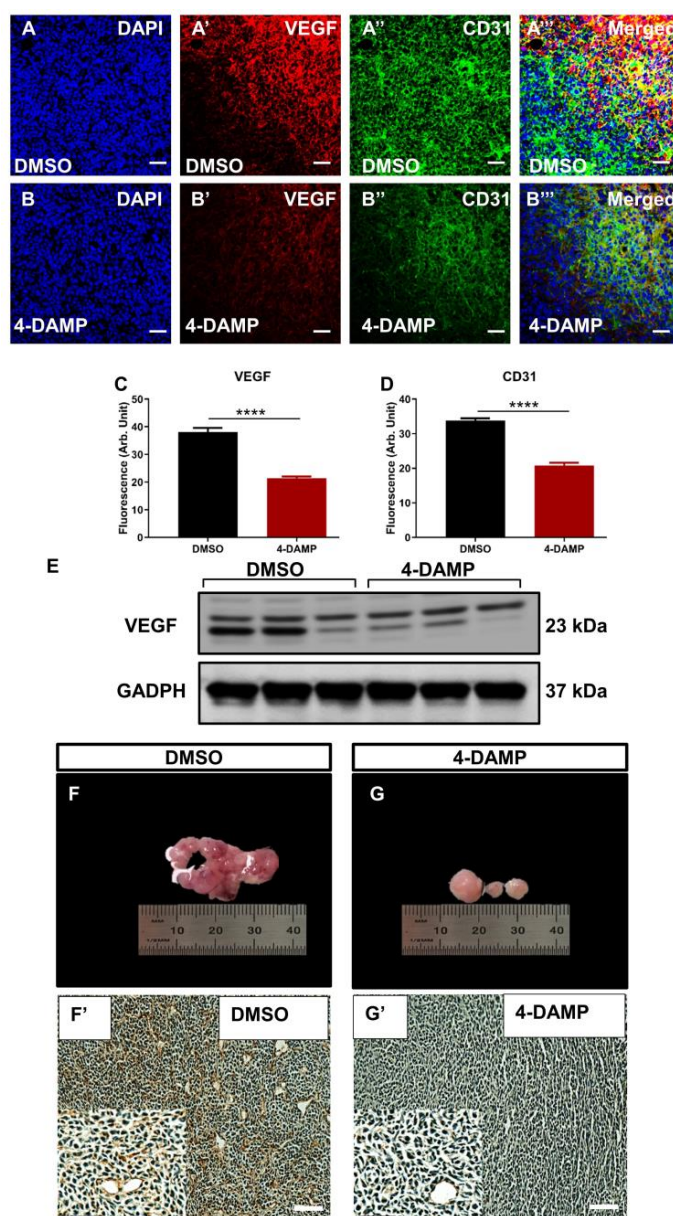 A DAPI A' VEGF A'' CD31 A''' Merged
DMSO DMSO DMSO DMSO
B DAPI B' VEGF B'' CD31 B''' Merged
4-DAMP 4-DAMP 4-DAMP 4-DAMP
C VEGF
Fluorescence (Arb. Unit)
40
30
20
10
0
****
DMSO 4-DAMP
D CD31
Fluorescence (Arb. Unit)
40
30
20
10
0
****
DMSO 4-DAMP
E DMSO 4-DAMP
VEGF 23 kDa
GADPH 37 kDa
DMSO 4-DAMP
F G
10 20 30 40
10 20 30 40
F' DMSO
G' 4-DAMP